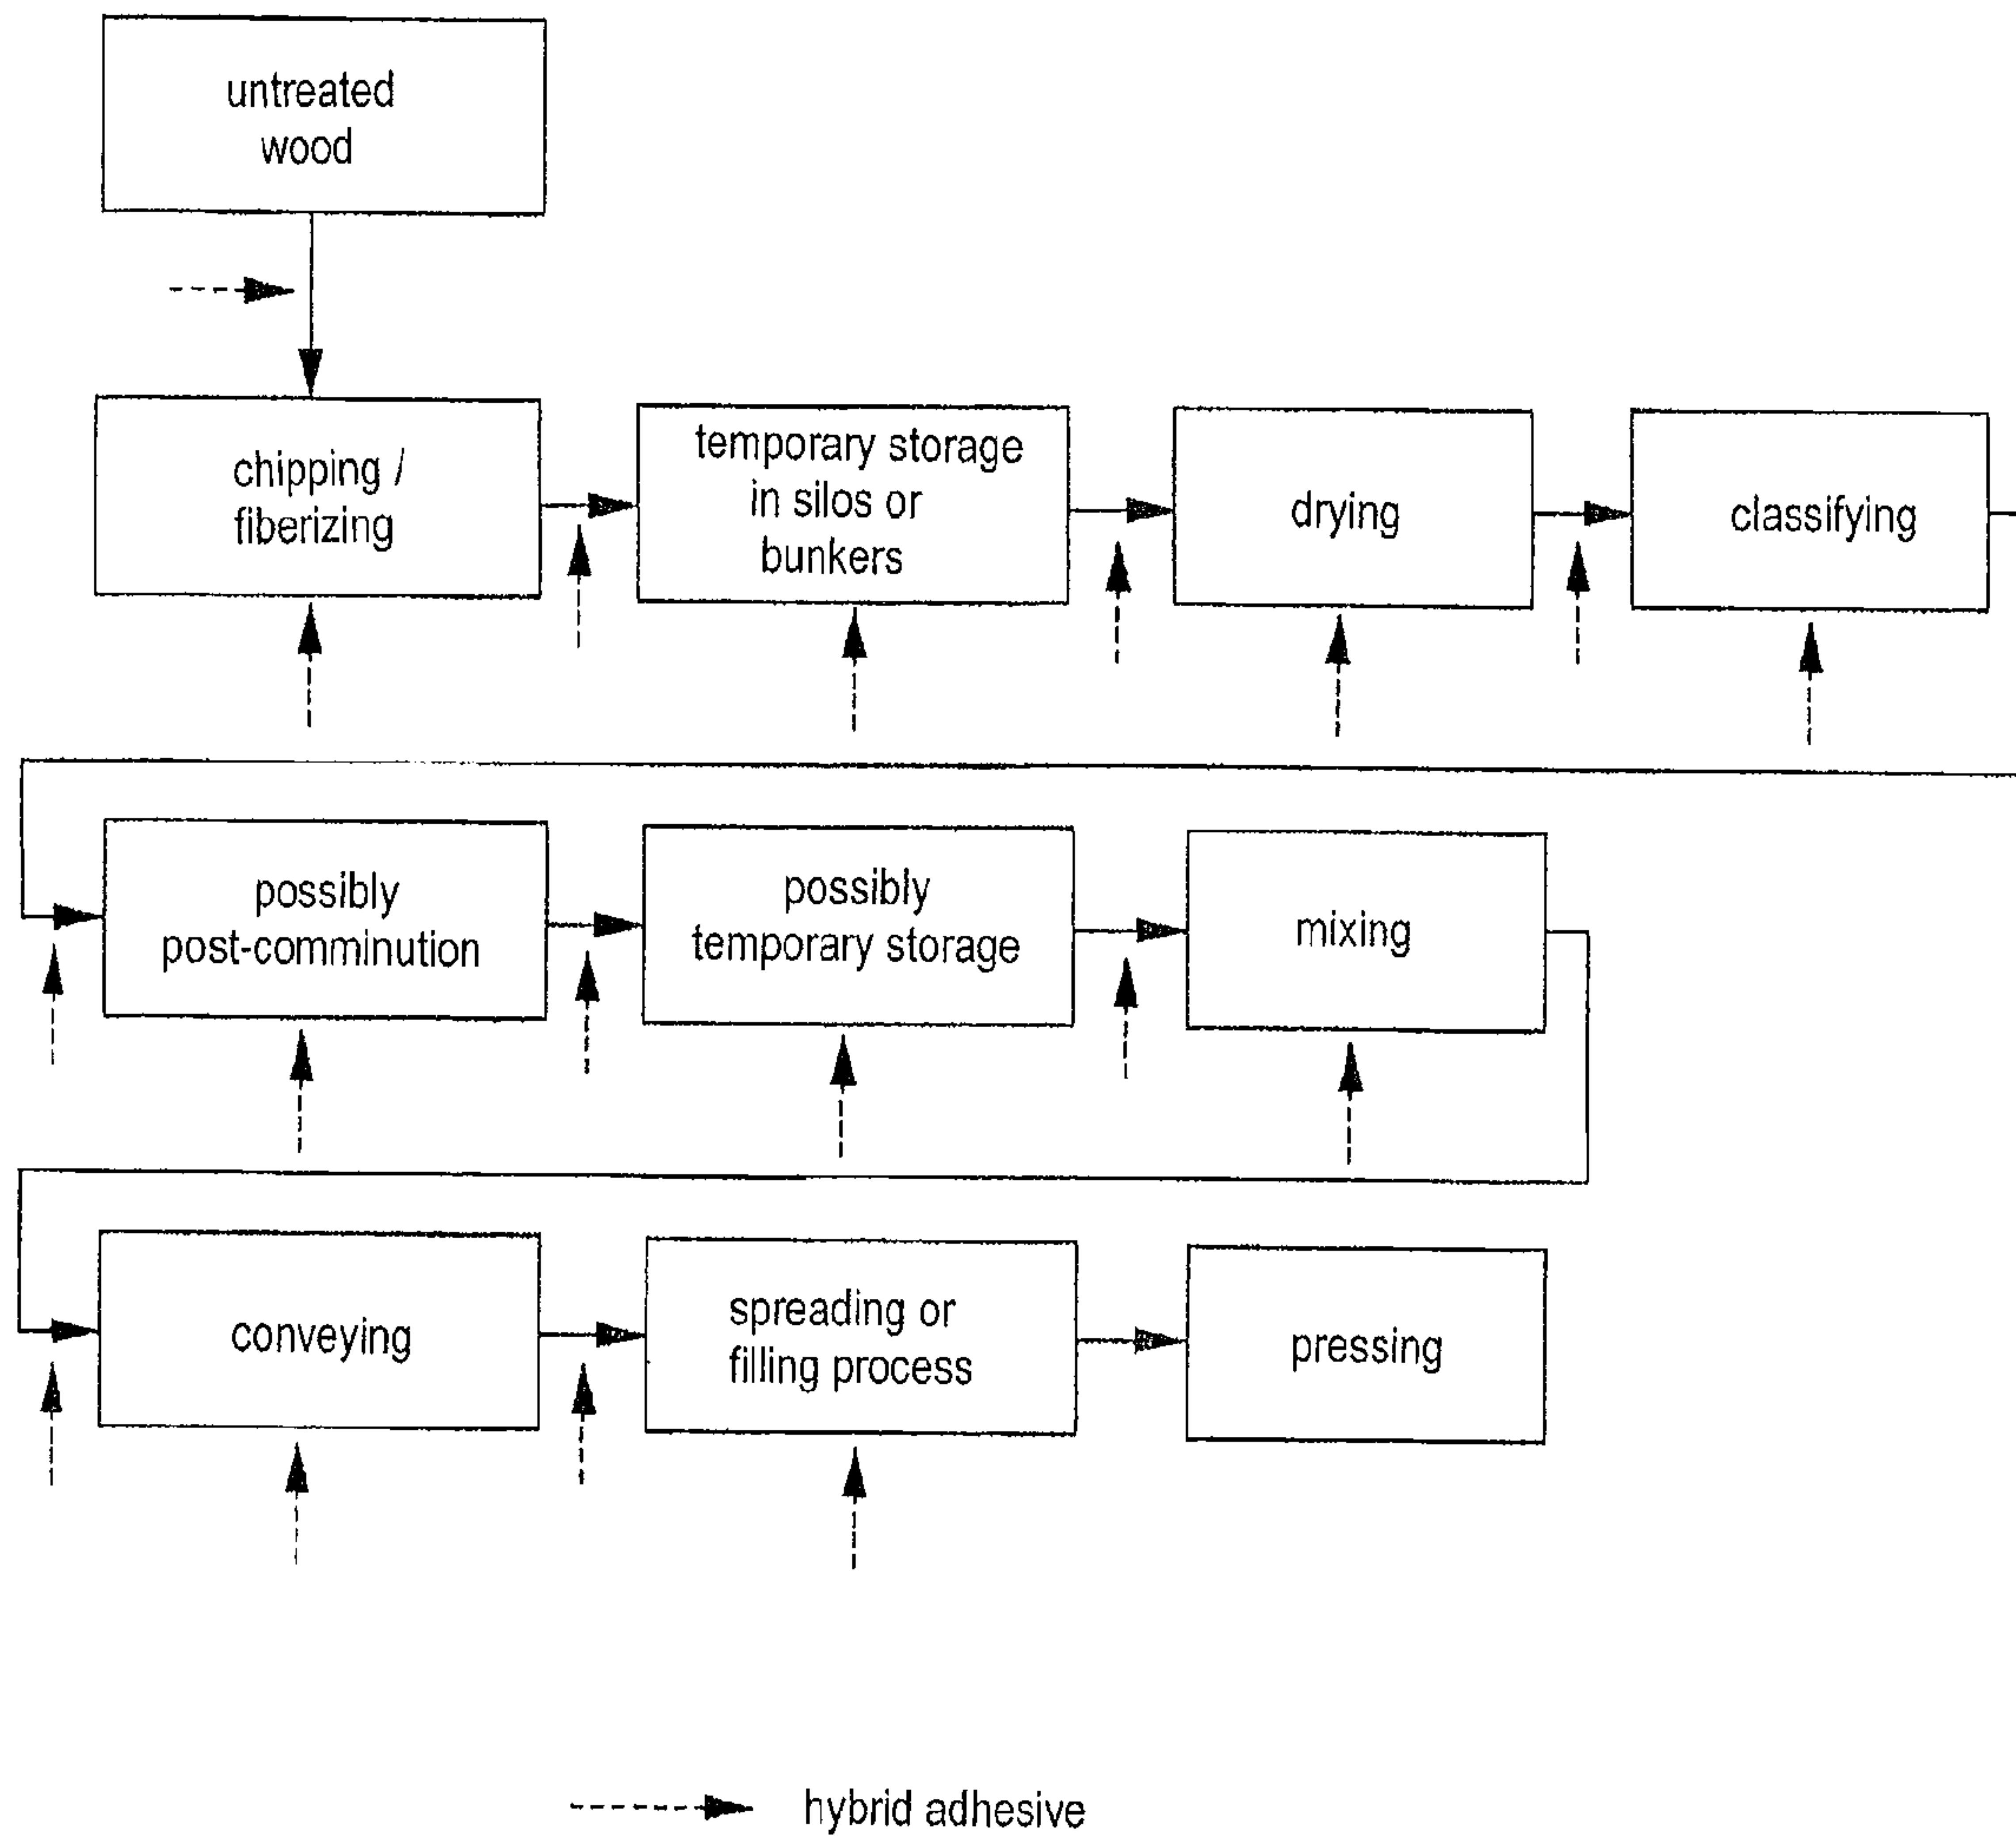 untreated
wood
chipping /
fiberizing
temporary storage
in silos or
bunkers
drying
classifying
possibly
post-comminution
possibly
temporary storage
mixing
conveying
spreading or
filling process
pressing
hybrid adhesive